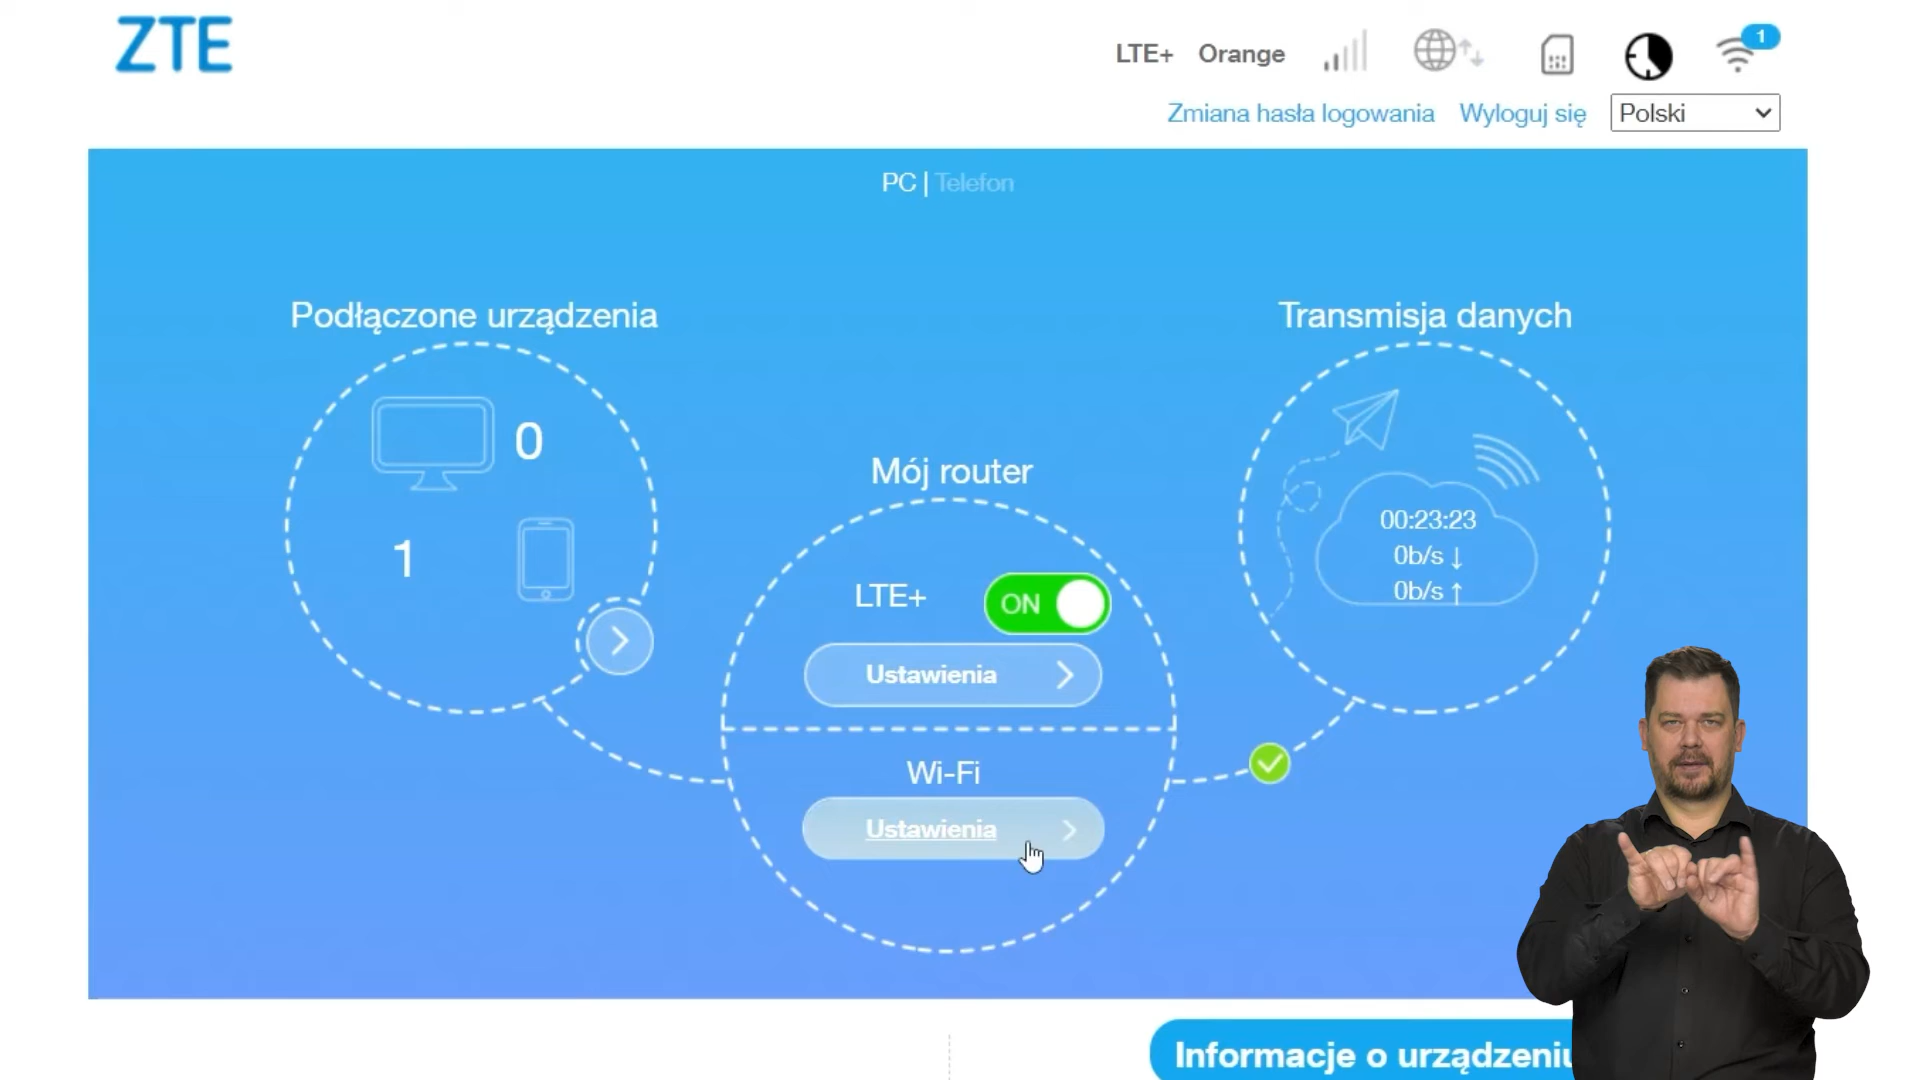 ZTE
LTE+ Orange
1
Zmiana hasła logowania Wyloguj się Polski
PC | Telefon
Podłączone urządzenia
0
1
Mój router
LTE+ ON
Ustawienia
Wi-Fi
Ustawienia
Transmisja danych
00:23:23
0b/s ↓
0b/s ↑
Informacje o urządzeniu